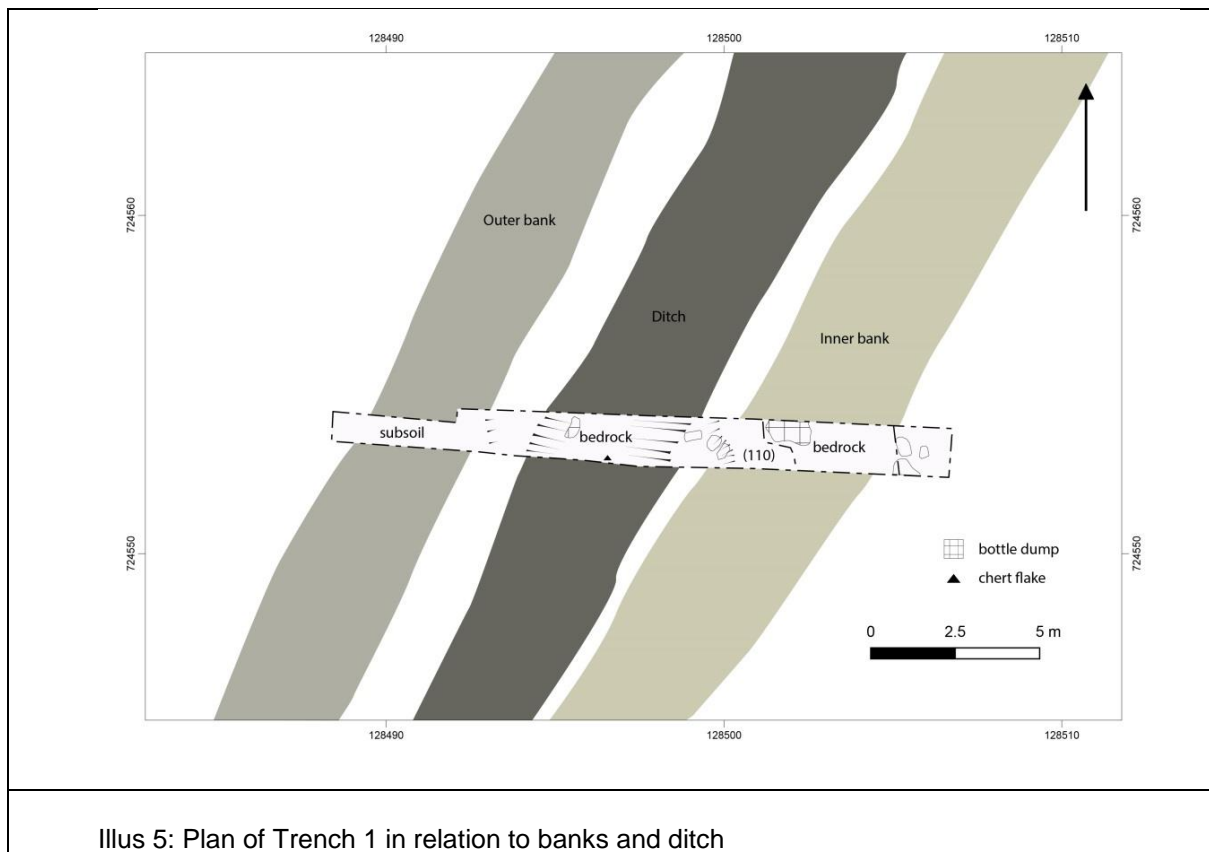 128490
128500
128510
724560
724560
Outer bank
Ditch
Inner bank
subsoil
bedrock
(110)
bedrock
724550
724550
bottle dump
chert flake
0 2.5 5 m
128490
128500
128510
Illus 5: Plan of Trench 1 in relation to banks and ditch